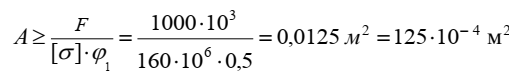 A ≥ F / ([σ]·φ₁) = 1000·10³ / (160·10⁶·0,5) = 0,0125 м² = 125·10⁻⁴ м²